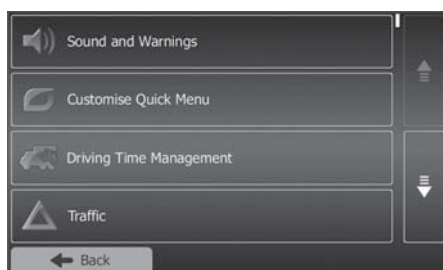 Sound and Warnings
Customise Quick Menu
Driving Time Management
Traffic
Back